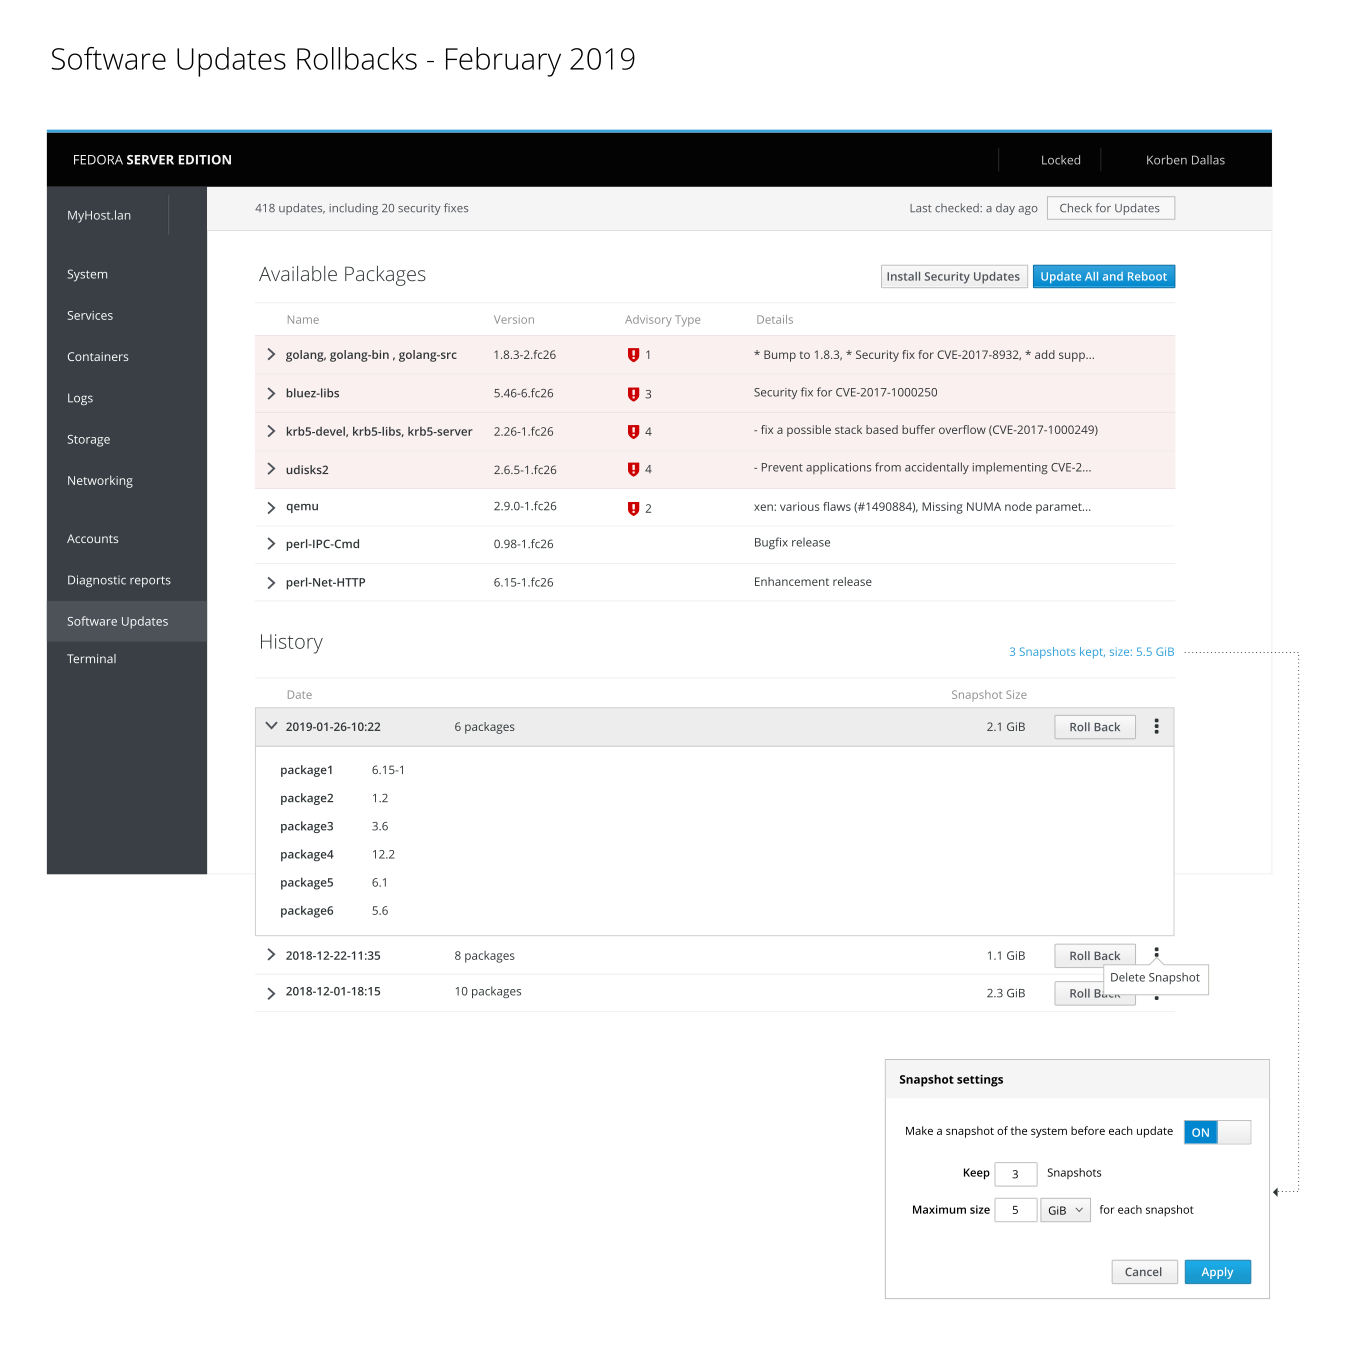 Software Updates Rollbacks - February 2019
FEDORA SERVER EDITION
Locked
Korben Dallas
MyHost.lan
418 updates, including 20 security fixes
Last checked: a day ago
Check for Updates
System
Services
Containers
Logs
Storage
Networking
Accounts
Diagnostic reports
Software Updates
Terminal
Available Packages
Install Security Updates
Update All and Reboot
Name Version Advisory Type Details
golang, golang-bin , golang-src 1.8.3-2.fc26 1 * Bump to 1.8.3, * Security fix for CVE-2017-8932, * add supp...
bluez-libs 5.46-6.fc26 3 Security fix for CVE-2017-1000250
krb5-devel, krb5-libs, krb5-server 2.26-1.fc26 4 - fix a possible stack based buffer overflow (CVE-2017-1000249)
udisks2 2.6.5-1.fc26 4 - Prevent applications from accidentally implementing CVE-2...
qemu 2.9.0-1.fc26 2 xen: various flaws (#1490884), Missing NUMA node paramet...
perl-IPC-Cmd 0.98-1.fc26 Bugfix release
perl-Net-HTTP 6.15-1.fc26 Enhancement release
History
3 Snapshots kept, size: 5.5 GiB
Date Snapshot Size
2019-01-26-10:22 6 packages 2.1 GiB Roll Back
package1 6.15-1
package2 1.2
package3 3.6
package4 12.2
package5 6.1
package6 5.6
2018-12-22-11:35 8 packages 1.1 GiB Roll Back
Delete Snapshot
2018-12-01-18:15 10 packages 2.3 GiB Roll Back
Snapshot settings
Make a snapshot of the system before each update ON
Keep 3 Snapshots
Maximum size 5 GiB for each snapshot
Cancel
Apply